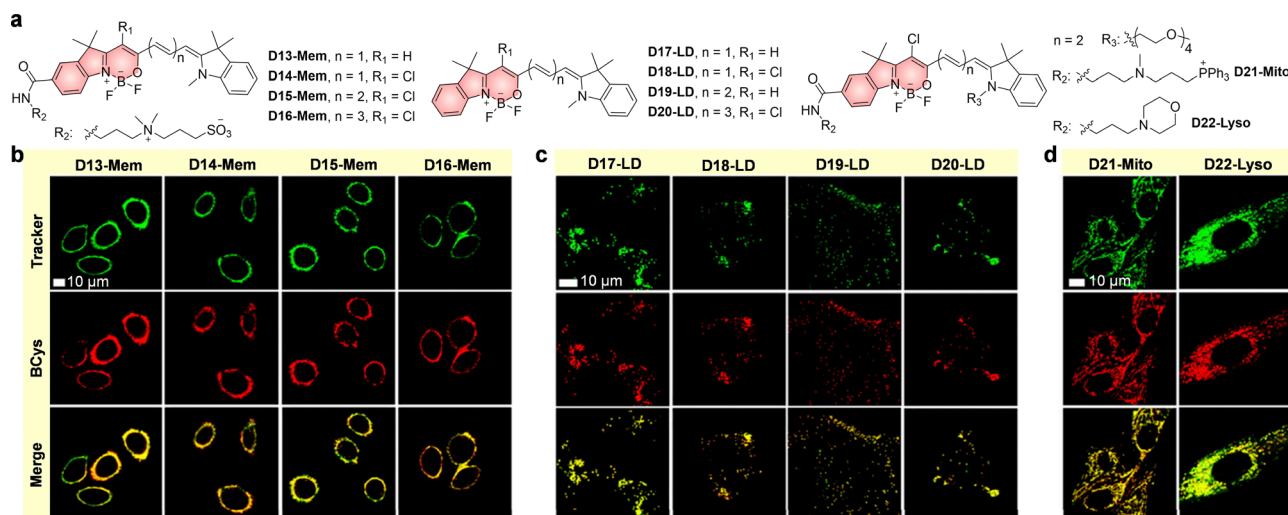 a
R1
O
HN
R2
N
+
B
−
O
F
F
n
N
R2:
N
+
SO3
−
D13-Mem, n = 1, R1 = H
D14-Mem, n = 1, R1 = Cl
D15-Mem, n = 2, R1 = Cl
D16-Mem, n = 3, R1 = Cl
R1
N
+
B
−
O
F
F
n
N
D17-LD, n = 1, R1 = H
D18-LD, n = 1, R1 = Cl
D19-LD, n = 2, R1 = H
D20-LD, n = 3, R1 = Cl
Cl
O
HN
R2
N
+
B
−
O
F
F
n
N
R3
n = 2
R3:
O
4
R2:
N
+
PPh3
D21-Mito
R2:
N
O
D22-Lyso
b
D13-Mem D14-Mem D15-Mem D16-Mem
c
D17-LD D18-LD D19-LD D20-LD
d
D21-Mito D22-Lyso
Tracker
10 µm
10 µm
10 µm
BCys
Merge